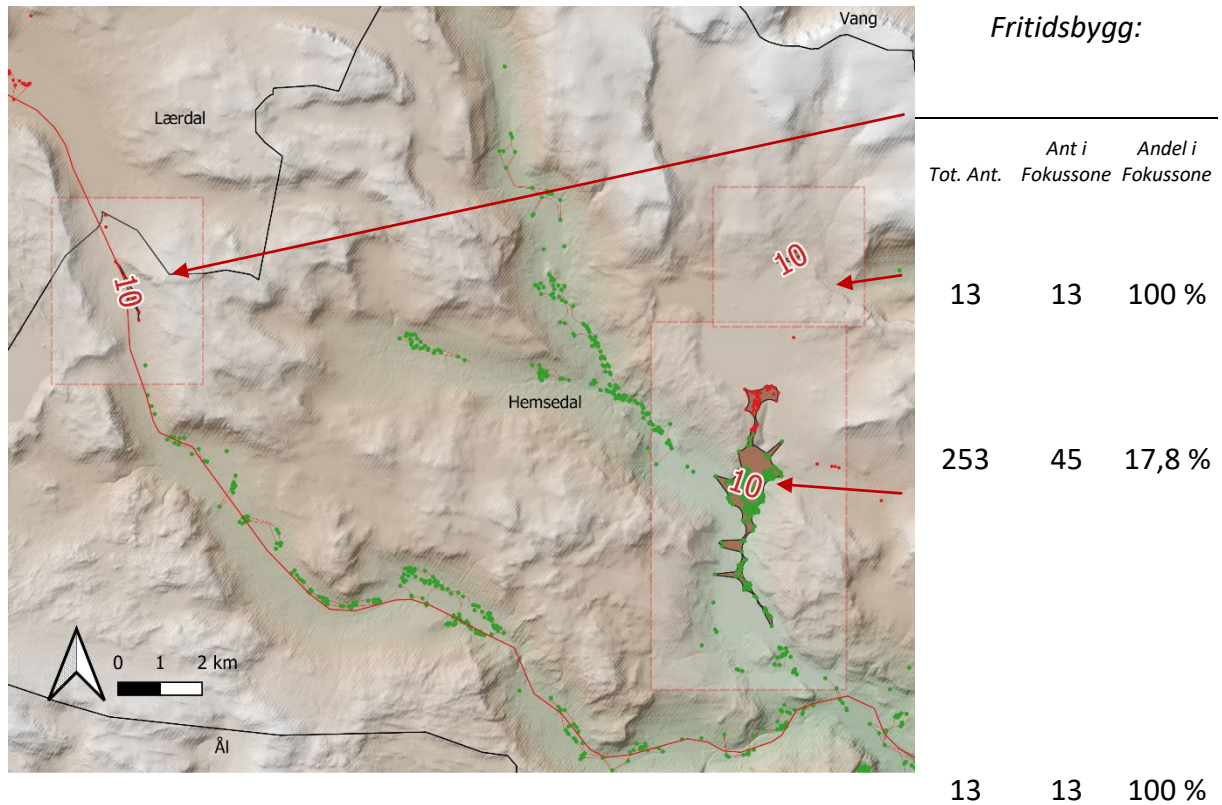 Vang
Fritidsbygg:
Lærdal
Tot. Ant.
Ant i
Fokussone
Andel i
Fokussone
10
10
13 13 100 %
Hemsedal
253 45 17,8 %
10
0 1 2 km
Ål
13 13 100 %